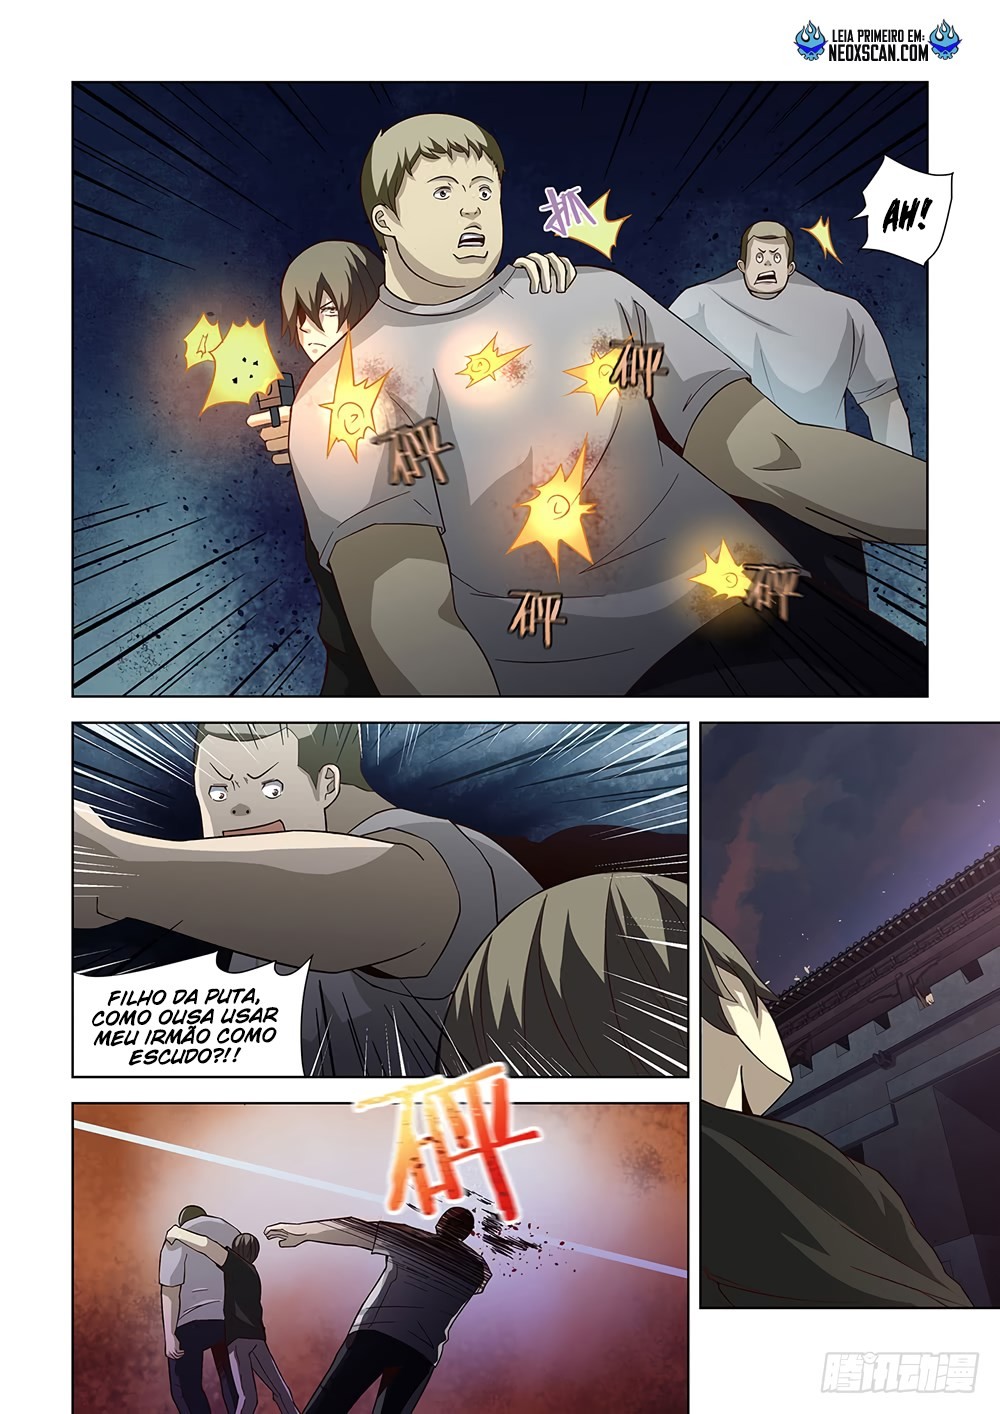 LEIA PRIMEIRO EM:
NEOXSCAN.COM
AH!
砰
砰
砰
砰
FILHO DA PUTA,
COMO OUSA USAR
MEU IRMÃO COMO
ESCUDO?!!
砰
腾讯动漫